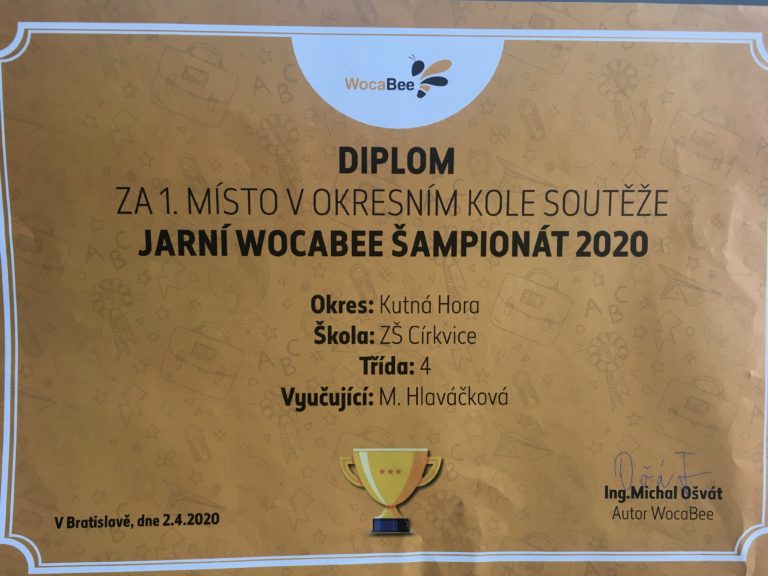 WocaBee
DIPLOM
ZA 1. MÍSTO V OKRESNÍM KOLE SOUTĚŽE
JARNÍ WOCABEE ŠAMPIONÁT 2020
Okres: Kutná Hora
Škola: ZŠ Církvice
Třída: 4
Vyučující: M. Hlaváčková
V Bratislavě, dne 2.4.2020
Ing.Michal Ošvát
Autor WocaBee